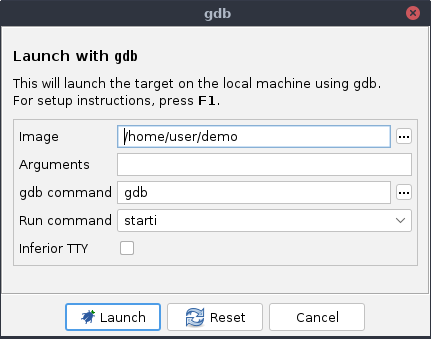 gdb
Launch with gdb
This will launch the target on the local machine using gdb.
For setup instructions, press F1.
Image /home/user/demo ...
Arguments
gdb command gdb ...
Run command starti
Inferior TTY
Launch Reset Cancel